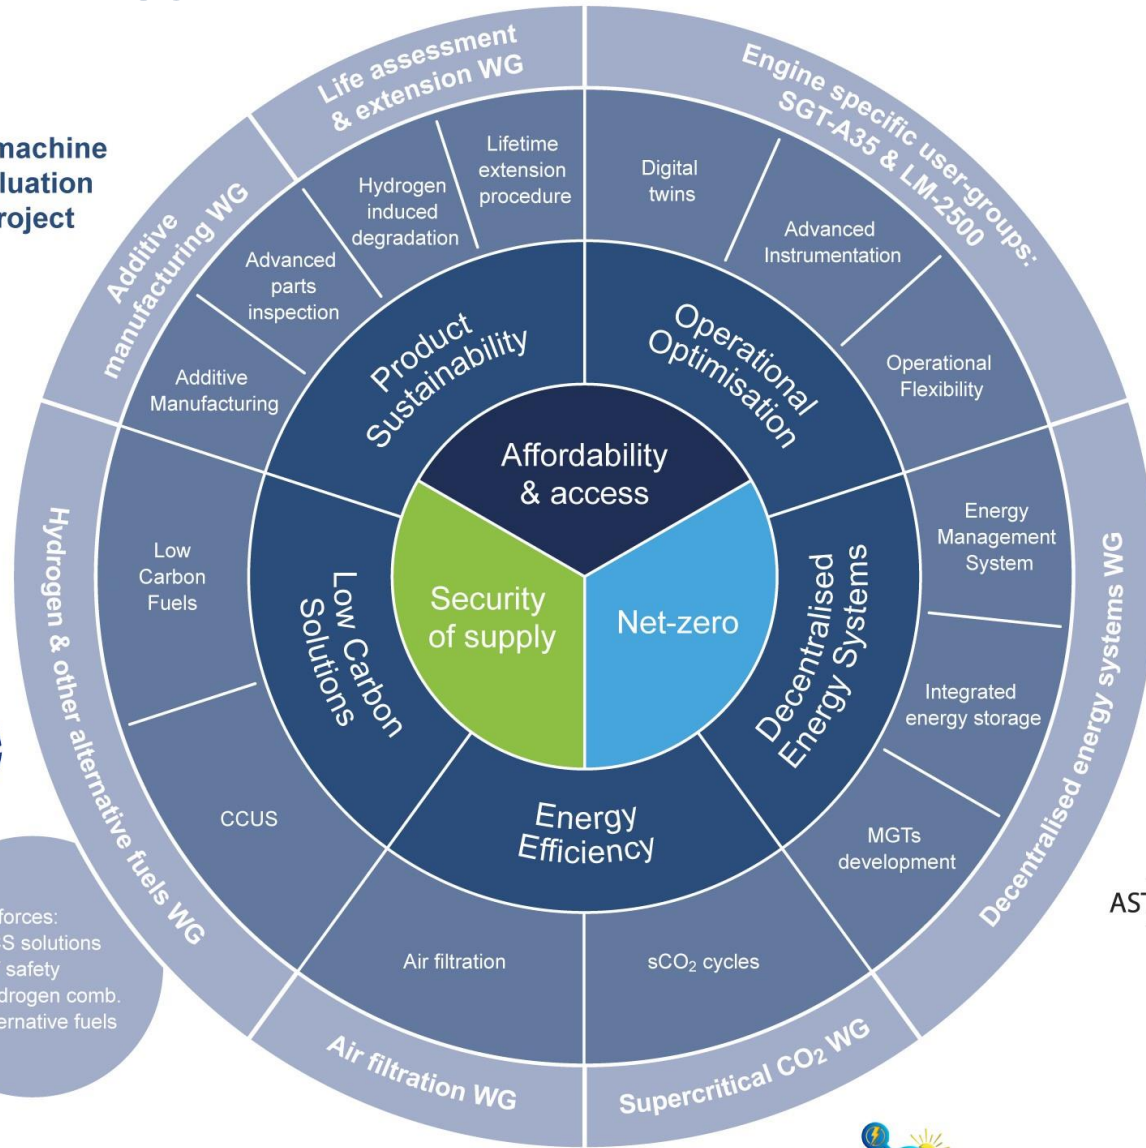 machine
luation
roject
Life assessment
& extension WG
Engine specific user-groups:
SGT-A35 & LM-2500
Additive
manufacturing WG
Hydrogen & other alternative fuels WG
Air filtration WG
Supercritical CO₂ WG
Decentralised energy systems WG
Lifetime
extension
procedure
Hydrogen
induced
degradation
Advanced
parts
inspection
Additive
Manufacturing
Digital
twins
Advanced
Instrumentation
Operational
Flexibility
Energy
Management
System
Integrated
energy storage
MGTs
development
sCO₂ cycles
Air filtration
CCUS
Low
Carbon
Fuels
Product
Sustainability
Operational
Optimisation
Decentralised
Energy Systems
Energy
Efficiency
Low Carbon
Solutions
Affordability
& access
Security
of supply
Net-zero
forces:
S solutions
safety
drogen comb.
ernative fuels
AST